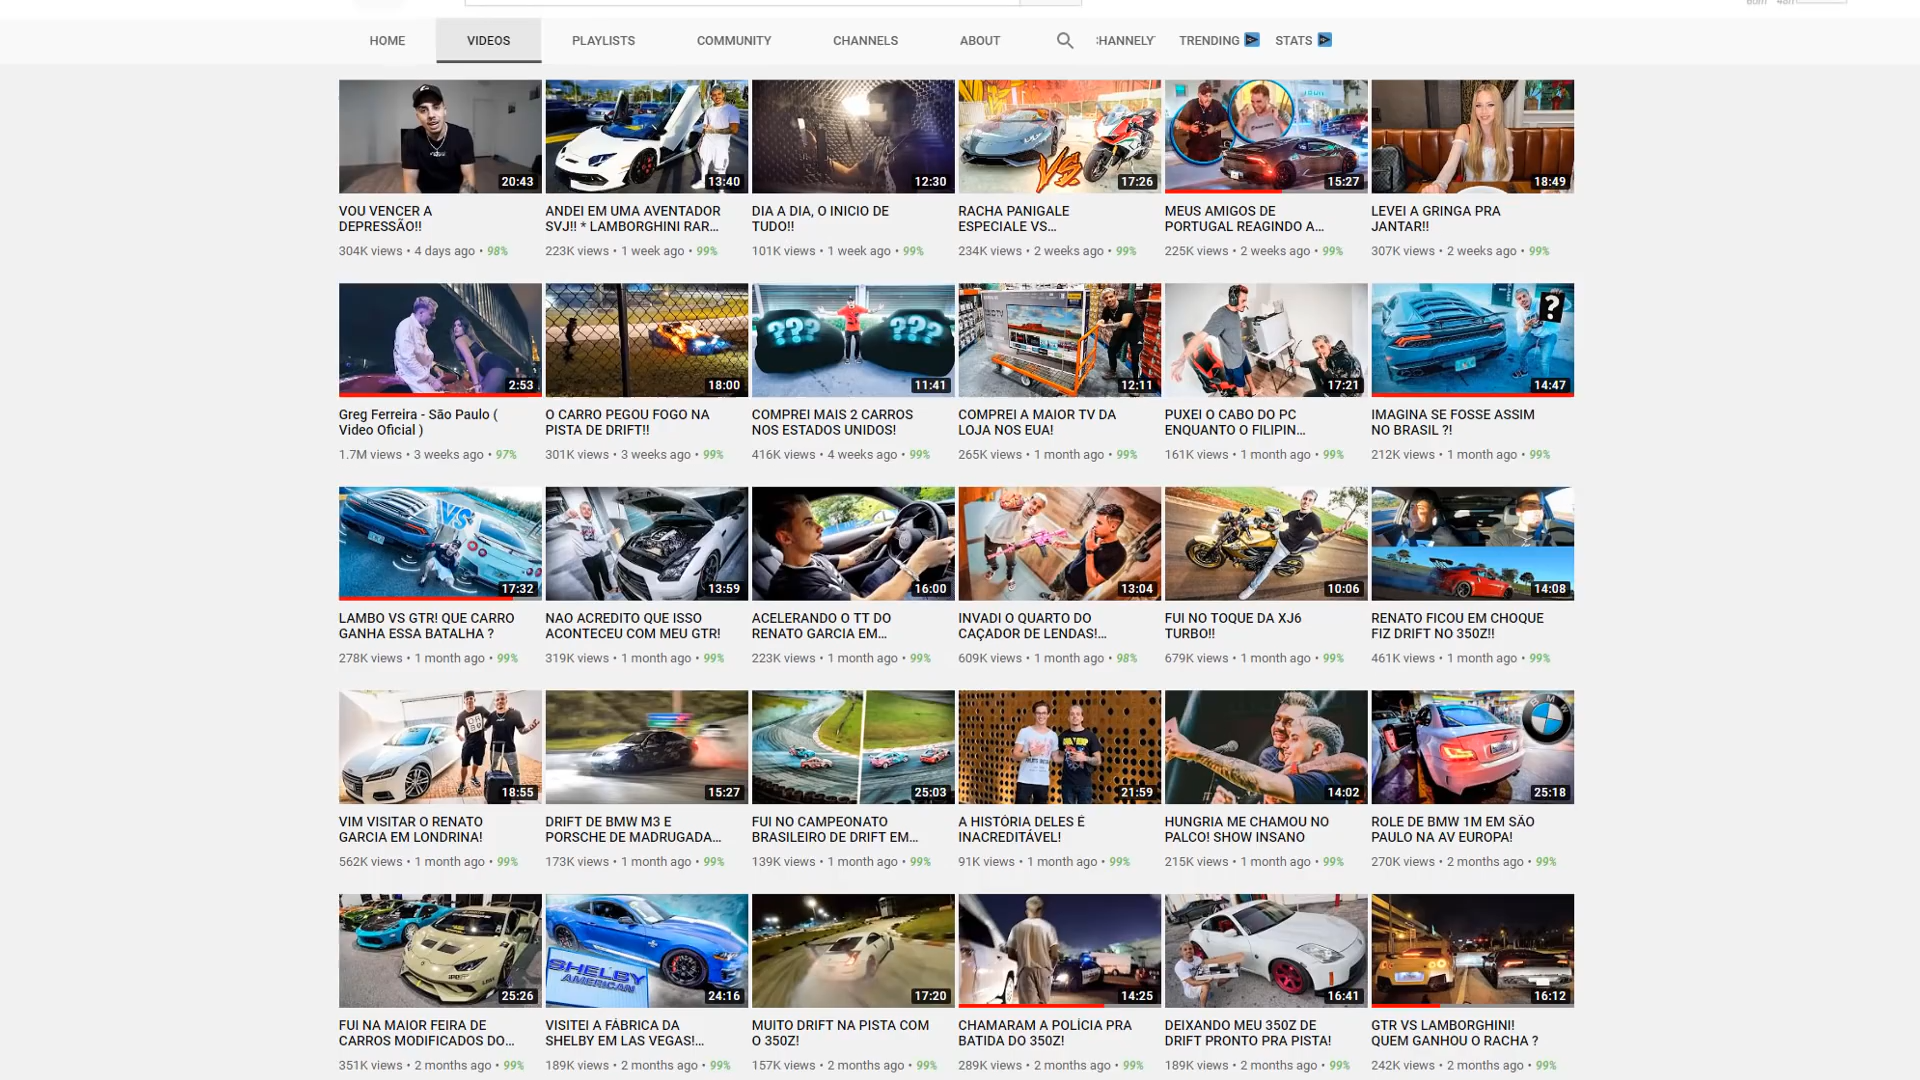 HOME VIDEOS PLAYLISTS COMMUNITY CHANNELS ABOUT :HANNELY TRENDING STATS
20:43 13:40 12:30 VS 17:26 15:27 18:49
VOU VENCER A
DEPRESSÃO!!
304K views • 4 days ago • 98%
ANDEI EM UMA AVENTADOR
SVJ!! * LAMBORGHINI RAR...
223K views • 1 week ago • 99%
DIA A DIA, O INICIO DE
TUDO!!
101K views • 1 week ago • 99%
RACHA PANIGALE
ESPECIALE VS...
234K views • 2 weeks ago • 99%
MEUS AMIGOS DE
PORTUGAL REAGINDO A...
225K views • 2 weeks ago • 99%
LEVEI A GRINGA PRA
JANTAR!!
307K views • 2 weeks ago • 99%
2:53 18:00 ??? ??? 11:41 12:11 17:21 ? 14:47
Greg Ferreira - São Paulo (
Video Oficial )
1.7M views • 3 weeks ago • 97%
O CARRO PEGOU FOGO NA
PISTA DE DRIFT!!
301K views • 3 weeks ago • 99%
COMPREI MAIS 2 CARROS
NOS ESTADOS UNIDOS!
416K views • 4 weeks ago • 99%
COMPREI A MAIOR TV DA
LOJA NOS EUA!
265K views • 1 month ago • 99%
PUXEI O CABO DO PC
ENQUANTO O FILIPIN...
161K views • 1 month ago • 99%
IMAGINA SE FOSSE ASSIM
NO BRASIL ?!
212K views • 1 month ago • 99%
VS 17:32 13:59 16:00 13:04 10:06 14:08
LAMBO VS GTR! QUE CARRO
GANHA ESSA BATALHA ?
278K views • 1 month ago • 99%
NAO ACREDITO QUE ISSO
ACONTECEU COM MEU GTR!
319K views • 1 month ago • 99%
ACELERANDO O TT DO
RENATO GARCIA EM...
223K views • 1 month ago • 99%
INVADI O QUARTO DO
CAÇADOR DE LENDAS!...
609K views • 1 month ago • 98%
FUI NO TOQUE DA XJ6
TURBO!!
679K views • 1 month ago • 99%
RENATO FICOU EM CHOQUE
FIZ DRIFT NO 350Z!!
461K views • 1 month ago • 99%
18:55 15:27 25:03 21:59 14:02 BMW 25:18
VIM VISITAR O RENATO
GARCIA EM LONDRINA!
562K views • 1 month ago • 99%
DRIFT DE BMW M3 E
PORSCHE DE MADRUGADA...
173K views • 1 month ago • 99%
FUI NO CAMPEONATO
BRASILEIRO DE DRIFT EM...
139K views • 1 month ago • 99%
A HISTÓRIA DELES É
INACREDITÁVEL!
91K views • 1 month ago • 99%
HUNGRIA ME CHAMOU NO
PALCO! SHOW INSANO
215K views • 1 month ago • 99%
ROLE DE BMW 1M EM SÃO
PAULO NA AV EUROPA!
270K views • 2 months ago • 99%
25:26 SHELBY
AMERICAN 24:16 17:20 14:25 16:41 16:12
FUI NA MAIOR FEIRA DE
CARROS MODIFICADOS DO...
351K views • 2 months ago • 99%
VISITEI A FÁBRICA DA
SHELBY EM LAS VEGAS!...
189K views • 2 months ago • 99%
MUITO DRIFT NA PISTA COM
O 350Z!
157K views • 2 months ago • 99%
CHAMARAM A POLÍCIA PRA
BATIDA DO 350Z!
289K views • 2 months ago • 99%
DEIXANDO MEU 350Z DE
DRIFT PRONTO PRA PISTA!
189K views • 2 months ago • 99%
GTR VS LAMBORGHINI!
QUEM GANHOU O RACHA ?
242K views • 2 months ago • 99%